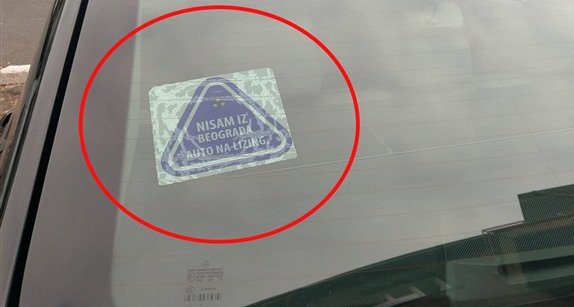 NISAM IZ
BEOGRADA
AUTO NA LIZING